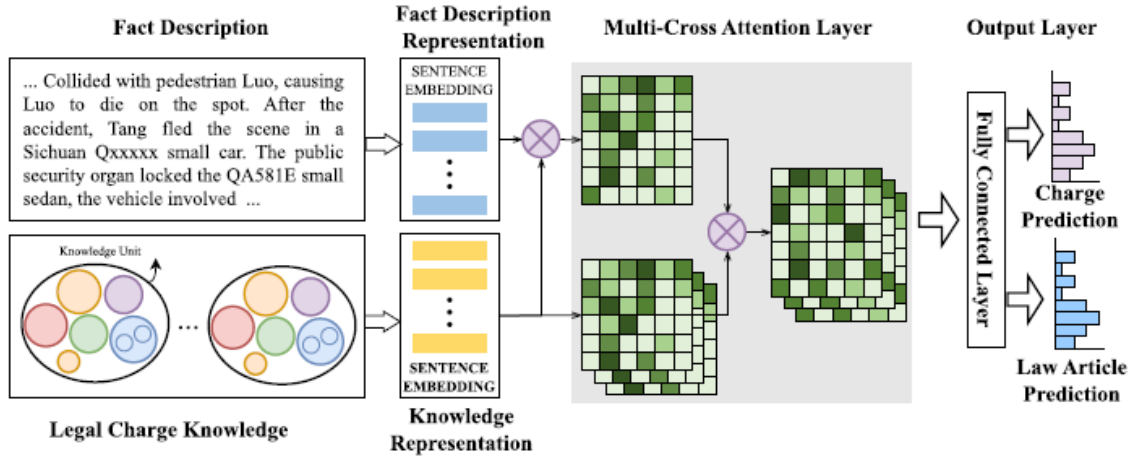 Fact Description
... Collided with pedestrian Luo, causing
Luo to die on the spot. After the
accident, Tang fled the scene in a
Sichuan Qxxxxx small car. The public
security organ locked the QA581E small
sedan, the vehicle involved ...
Knowledge Unit
...
Legal Charge Knowledge
Fact Description
Representation
SENTENCE
EMBEDDING
SENTENCE
EMBEDDING
Knowledge
Representation
Multi-Cross Attention Layer
Output Layer
Fully Connected Layer
Charge
Prediction
Law Article
Prediction